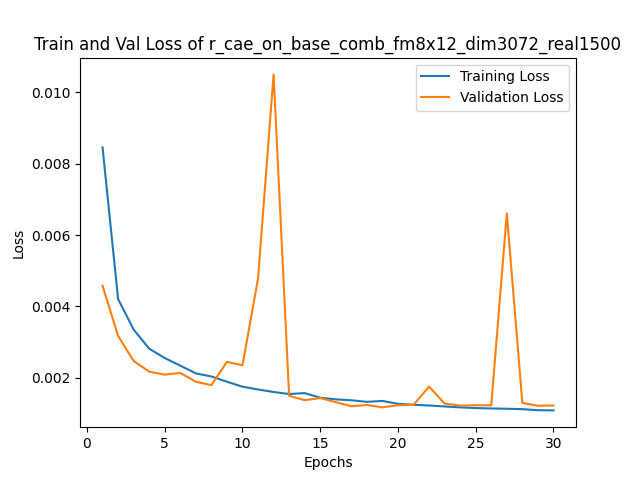 Train and Val Loss of r_cae_on_base_comb_fm8x12_dim3072_real1500
Training Loss
Validation Loss
0.010
0.008
0.006
0.004
0.002
Loss
0 5 10 15 20 25 30
Epochs